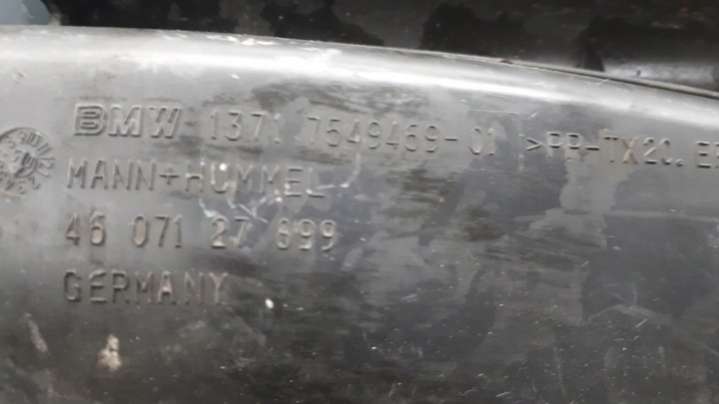 BMW 1371 7549469-01 >PP-TX20.
MANN+HUMMEL
46 071 27 699
GERMANY